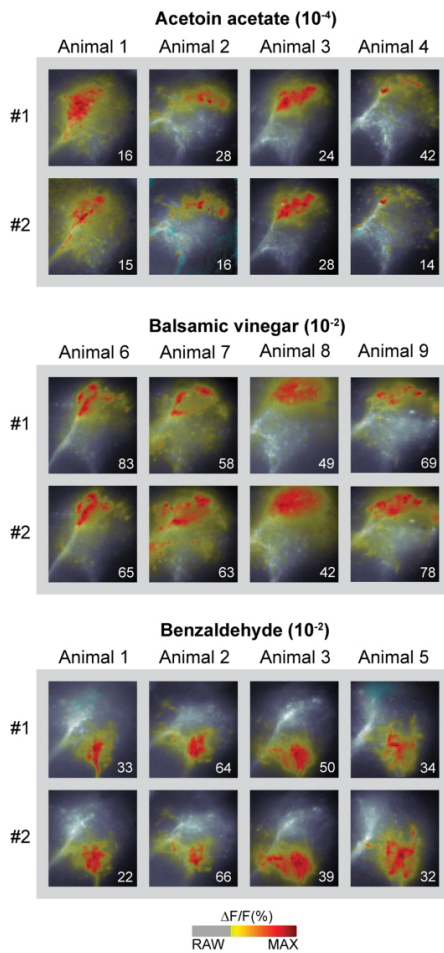 Acetoin acetate (10⁻⁴)
Animal 1 Animal 2 Animal 3 Animal 4
#1
16 28 24 42
#2
15 16 28 14
Balsamic vinegar (10⁻²)
Animal 6 Animal 7 Animal 8 Animal 9
#1
83 58 49 69
#2
65 63 42 78
Benzaldehyde (10⁻²)
Animal 1 Animal 2 Animal 3 Animal 5
#1
33 64 50 34
#2
22 66 39 32
ΔF/F(%)
RAW MAX